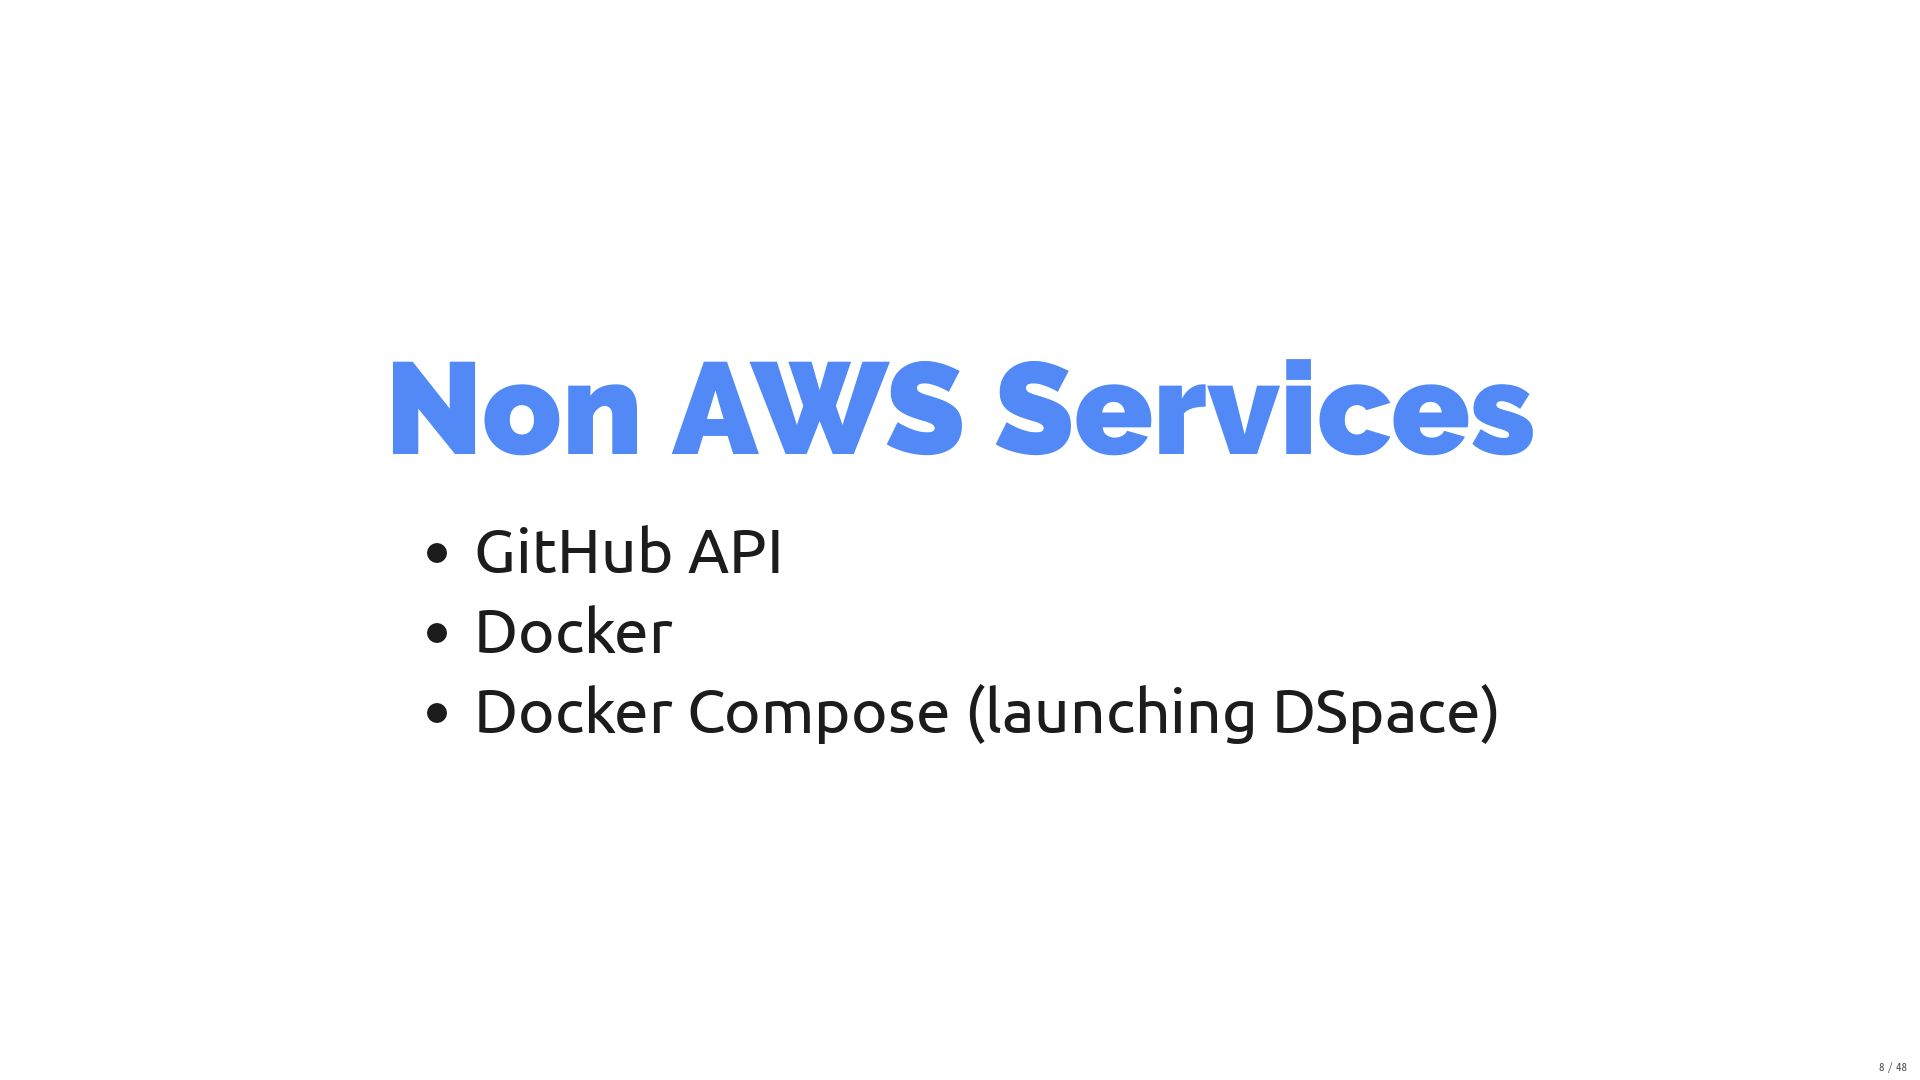 Non AWS Services
• GitHub API
• Docker
• Docker Compose (launching DSpace)
8 / 48